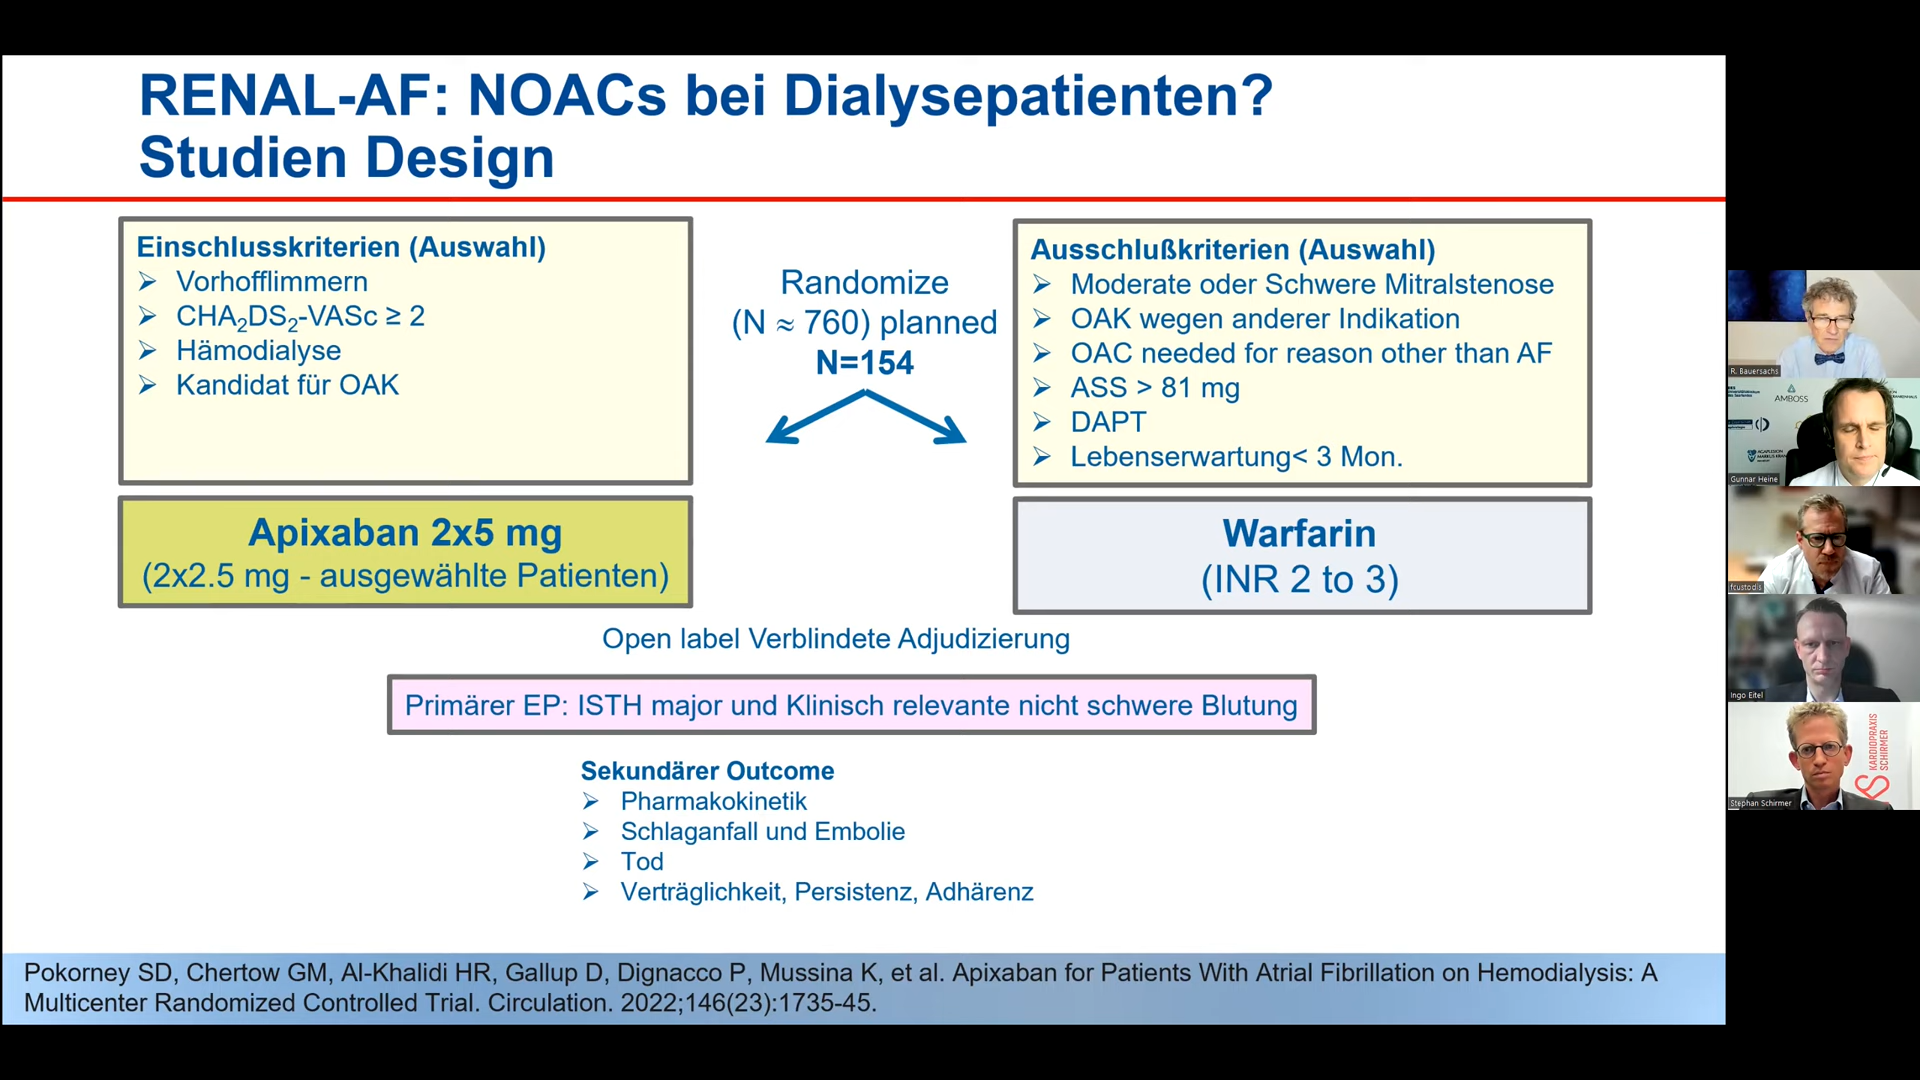 RENAL-AF: NOACs bei Dialysepatienten?
Studien Design
Einschlusskriterien (Auswahl)
➢ Vorhofflimmern
➢ CHA₂DS₂-VASc ≥ 2
➢ Hämodialyse
➢ Kandidat für OAK
Randomize
(N ≈ 760) planned
N=154
Ausschlußkriterien (Auswahl)
➢ Moderate oder Schwere Mitralstenose
➢ OAK wegen anderer Indikation
➢ OAC needed for reason other than AF
➢ ASS > 81 mg
➢ DAPT
➢ Lebenserwartung< 3 Mon.
Apixaban 2x5 mg
(2x2.5 mg - ausgewählte Patienten)
Warfarin
(INR 2 to 3)
Open label Verblindete Adjudizierung
Primärer EP: ISTH major und Klinisch relevante nicht schwere Blutung
Sekundärer Outcome
➢ Pharmakokinetik
➢ Schlaganfall und Embolie
➢ Tod
➢ Verträglichkeit, Persistenz, Adhärenz
Pokorney SD, Chertow GM, Al-Khalidi HR, Gallup D, Dignacco P, Mussina K, et al. Apixaban for Patients With Atrial Fibrillation on Hemodialysis: A
Multicenter Randomized Controlled Trial. Circulation. 2022;146(23):1735-45.
R. Bauersachs
AMBOSS
Gunnar Heine
fcustodis
Ingo Eitel
KARDIOPRAXIS
SCHIRMER
Stephan Schirmer